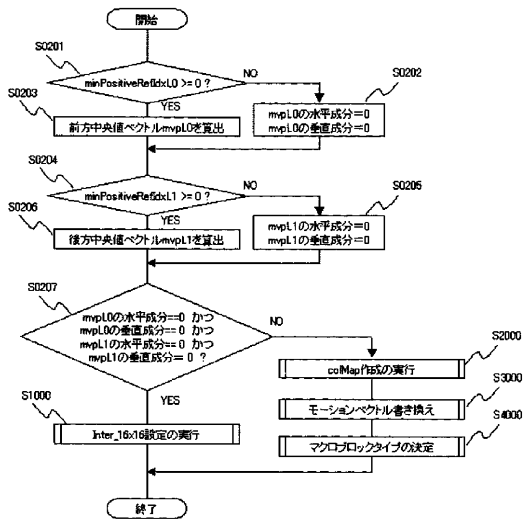 開始
S0201
minPositiveRefIdxL0 >= 0 ?
NO
S0202
S0203
YES
mvpL0の水平成分=0
mvpL0の垂直成分=0
前方中央値ベクトルmvpL0を算出
S0204
minPositiveRefIdxL1 >= 0 ?
NO
S0205
S0206
YES
mvpL1の水平成分=0
mvpL1の垂直成分=0
後方中央値ベクトルmvpL1を算出
S0207
mvpL0の水平成分==0 かつ
mvpL0の垂直成分==0 かつ
mvpL1の水平成分==0 かつ
mvpL1の垂直成分==0 ?
NO
S2000
colMap作成の実行
YES
S3000
S1000
モーションベクトル書き換え
S4000
Inter_16x16設定の実行
マクロブロックタイプの決定
終了